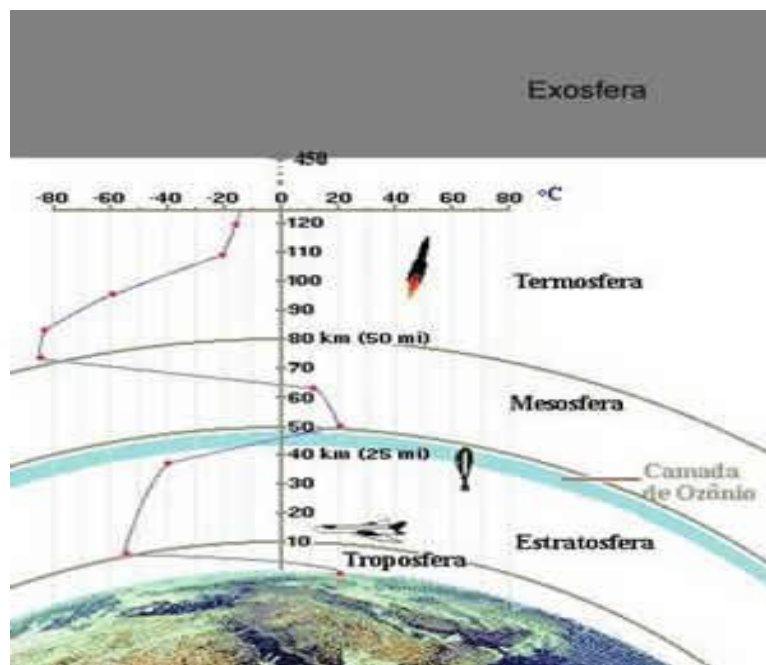 Exosfera
450
-80 -60 -40 -20 0 20 40 60 80 °C
120
110
100
90
Termosfera
80 km (50 mi)
70
60
Mesosfera
50
40 km (25 mi)
Camada
de Ozônio
30
20
10
Estratosfera
Troposfera